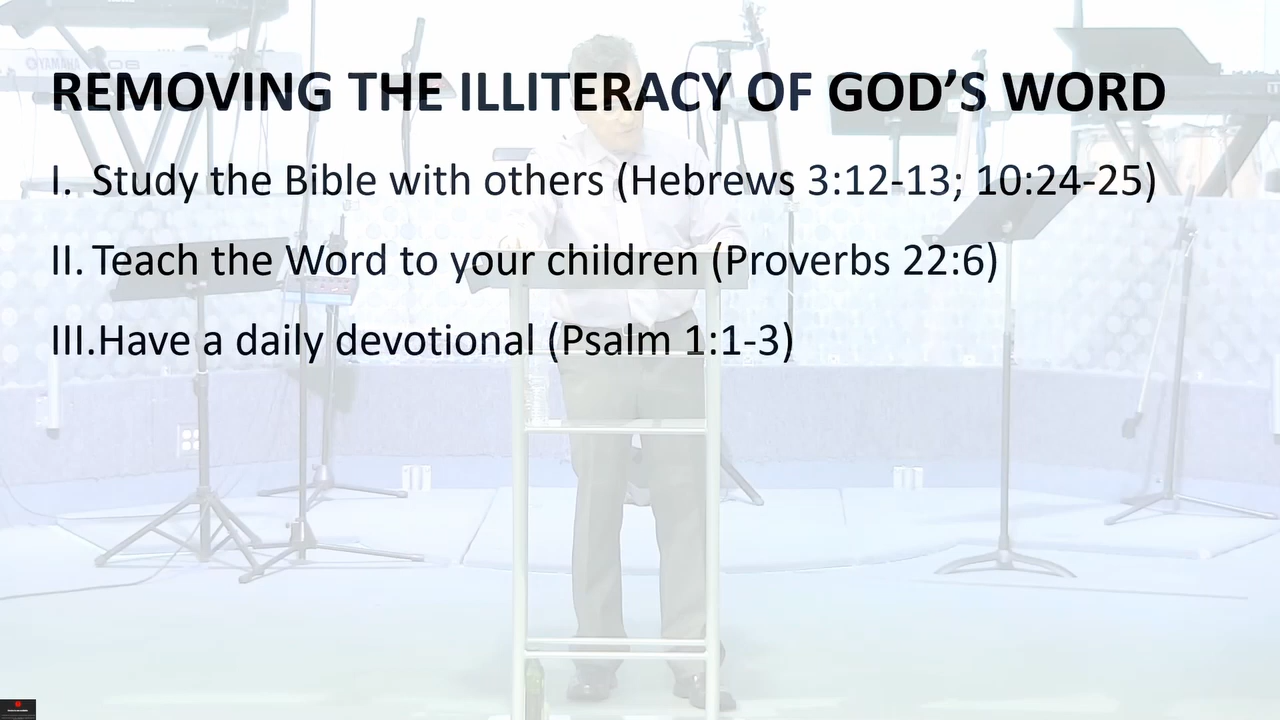 YAMAHA
REMOVING THE ILLITERACY OF GOD’S WORD
I. Study the Bible with others (Hebrews 3:12-13; 10:24-25)
II. Teach the Word to your children (Proverbs 22:6)
III.Have a daily devotional (Psalm 1:1-3)